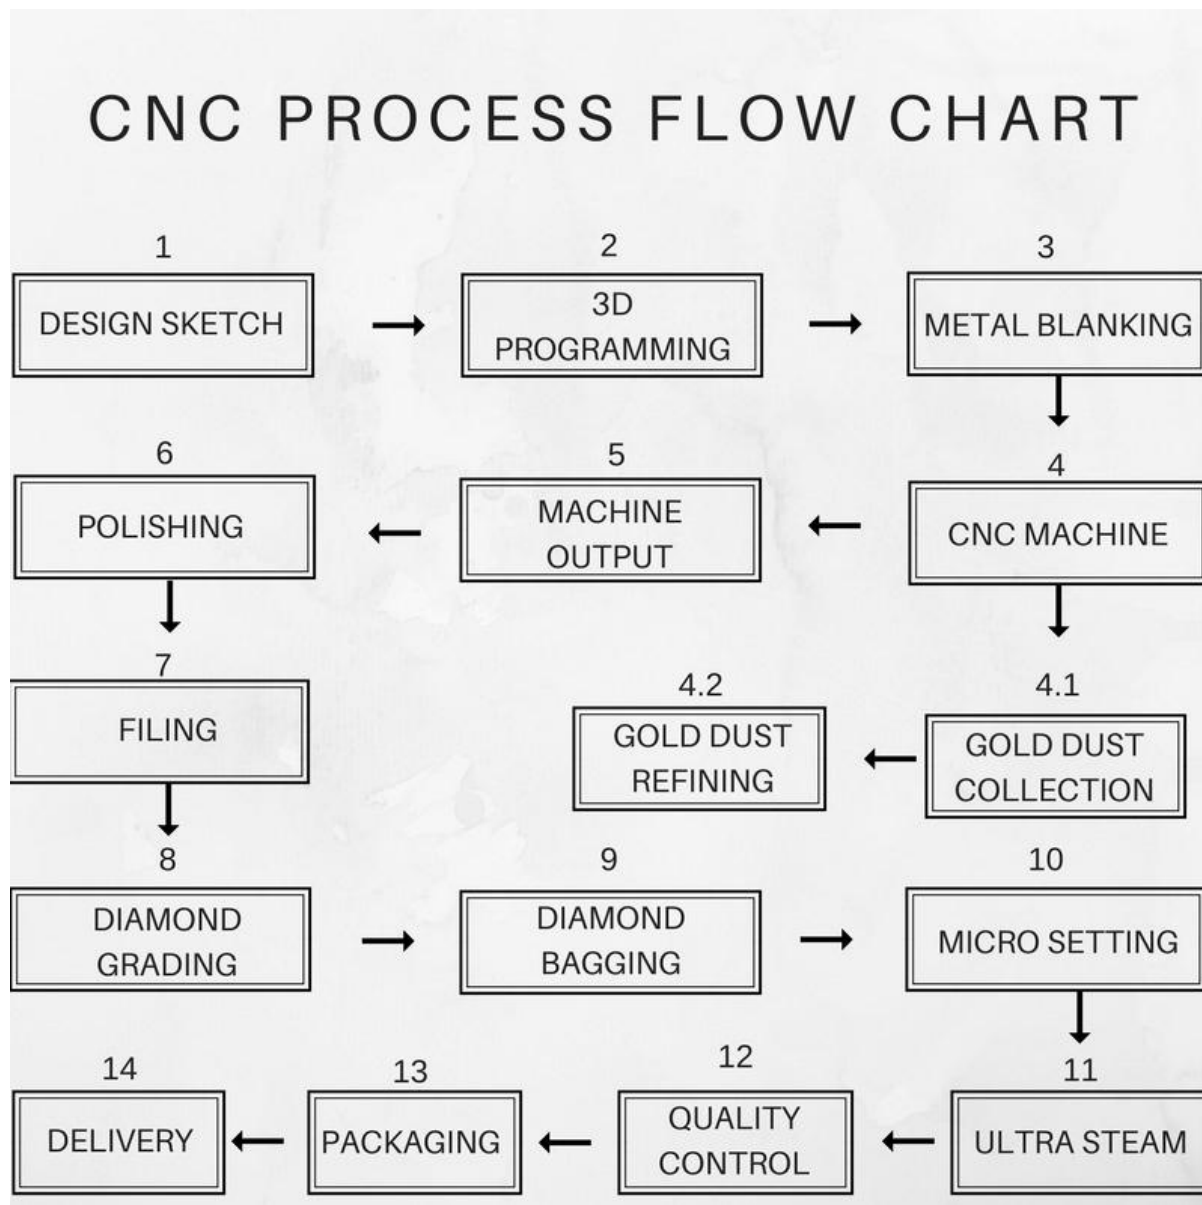 CNC PROCESS FLOW CHART
1
DESIGN SKETCH
2
3D
PROGRAMMING
3
METAL BLANKING
4
CNC MACHINE
5
MACHINE
OUTPUT
6
POLISHING
4.1
GOLD DUST
COLLECTION
4.2
GOLD DUST
REFINING
7
FILING
8
DIAMOND
GRADING
9
DIAMOND
BAGGING
10
MICRO SETTING
11
ULTRA STEAM
12
QUALITY
CONTROL
13
PACKAGING
14
DELIVERY